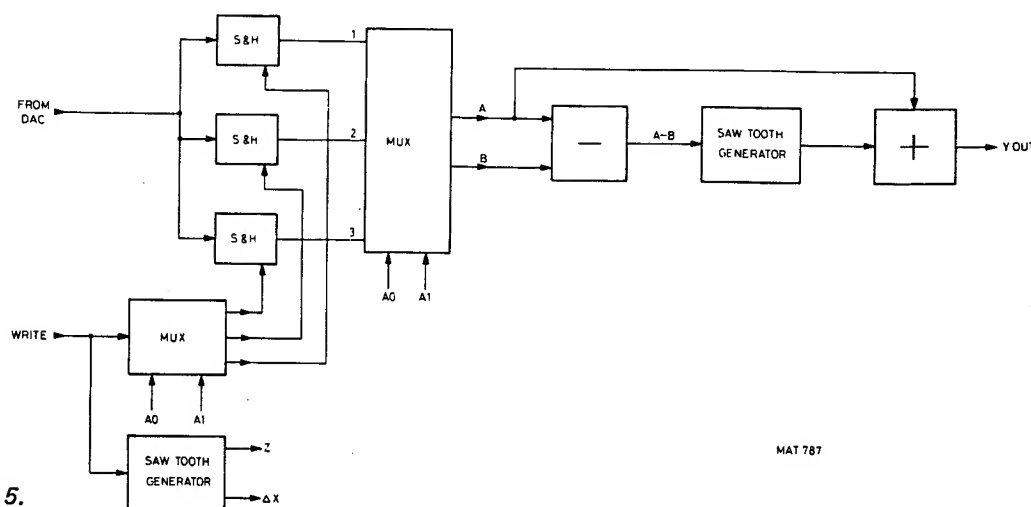 S&H
1
FROM
DAC
S&H
2
MUX
A
B
−
A-B
SAW TOOTH
GENERATOR
+
Y OUT
S&H
3
A0 A1
WRITE
MUX
A0 A1
SAW TOOTH
GENERATOR
Z
ΔX
MAT 787
5.